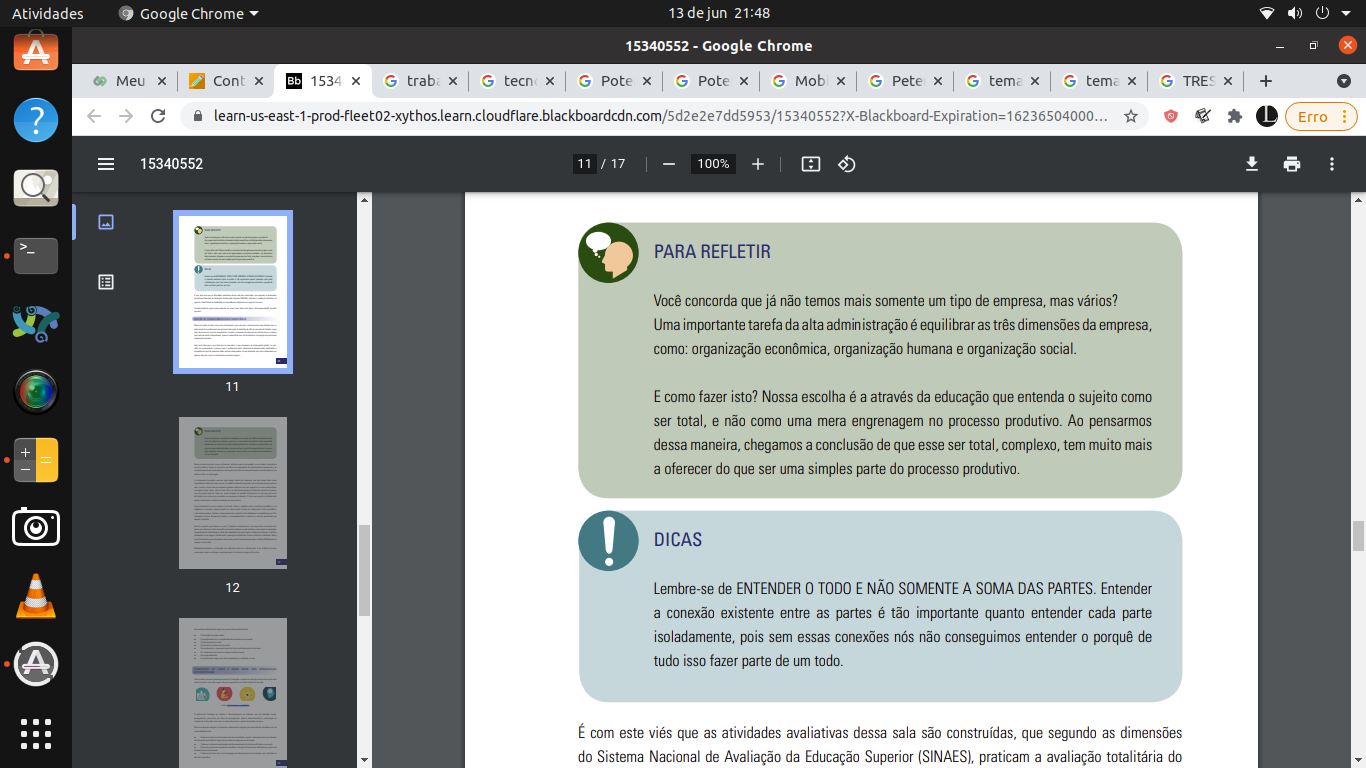 Atividades
Google Chrome
13 de jun 21:48
15340552 - Google Chrome
Meu
Cont
Bb
1534
traba
tecn
Pote
Pote
Mobi
Pete
tema
tema
TRES
learn-us-east-1-prod-fleet02-xythos.learn.cloudflare.blackboardcdn.com/5d2e2e7dd5953/15340552?X-Blackboard-Expiration=16236504000...
Erro
15340552
11 / 17
100%
11
12
PARA REFLETIR
Você concorda que já não temos mais somente um tipo de empresa, mas vários?
Uma importante tarefa da alta administração é equilibrar as três dimensões da empresa,
como: organização econômica, organização humana e organização social.
E como fazer isto? Nossa escolha é a através da educação que entenda o sujeito como
ser total, e não como uma mera engrenagem no processo produtivo. Ao pensarmos
dessa maneira, chegamos a conclusão de que esse ser total, complexo, tem muito mais
a oferecer do que ser uma simples parte do processo produtivo.
DICAS
Lembre-se de ENTENDER O TODO E NÃO SOMENTE A SOMA DAS PARTES. Entender
a conexão existente entre as partes é tão importante quanto entender cada parte
isoladamente, pois sem essas conexões nós não conseguimos entender o porquê de
tudo isso fazer parte de um todo.
É com este viés que as atividades avaliativas dessa sala são construídas, que segundo as dimensões
do Sistema Nacional de Avaliação da Educação Superior (SINAES), praticam a avaliação totalitária do